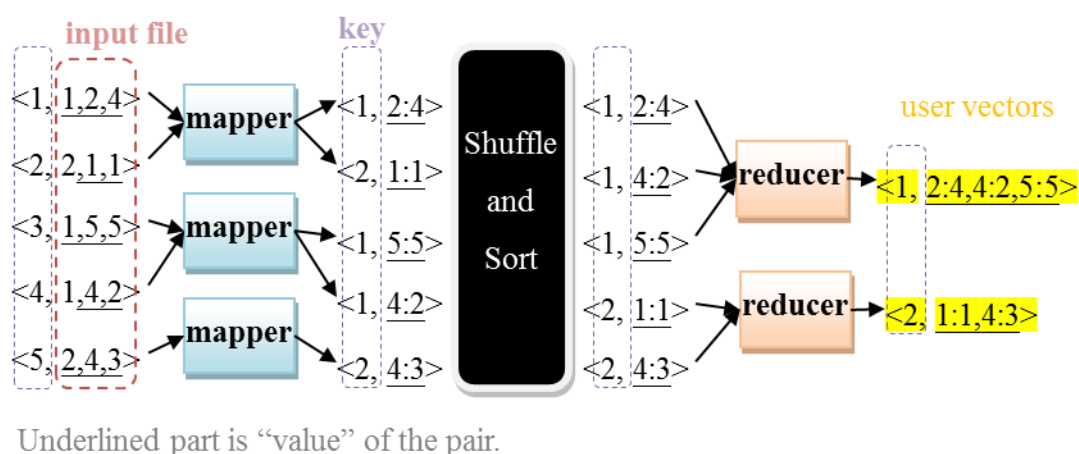 input file
key
<1, 1,2,4>
<2, 2,1,1>
<3, 1,5,5>
<4, 1,4,2>
<5, 2,4,3>
mapper
mapper
mapper
<1, 2:4>
<2, 1:1>
<1, 5:5>
<1, 4:2>
<2, 4:3>
Shuffle
and
Sort
<1, 2:4>
<1, 4:2>
<1, 5:5>
<2, 1:1>
<2, 4:3>
reducer
reducer
user vectors
<1, 2:4,4:2,5:5>
<2, 1:1,4:3>
Underlined part is “value” of the pair.